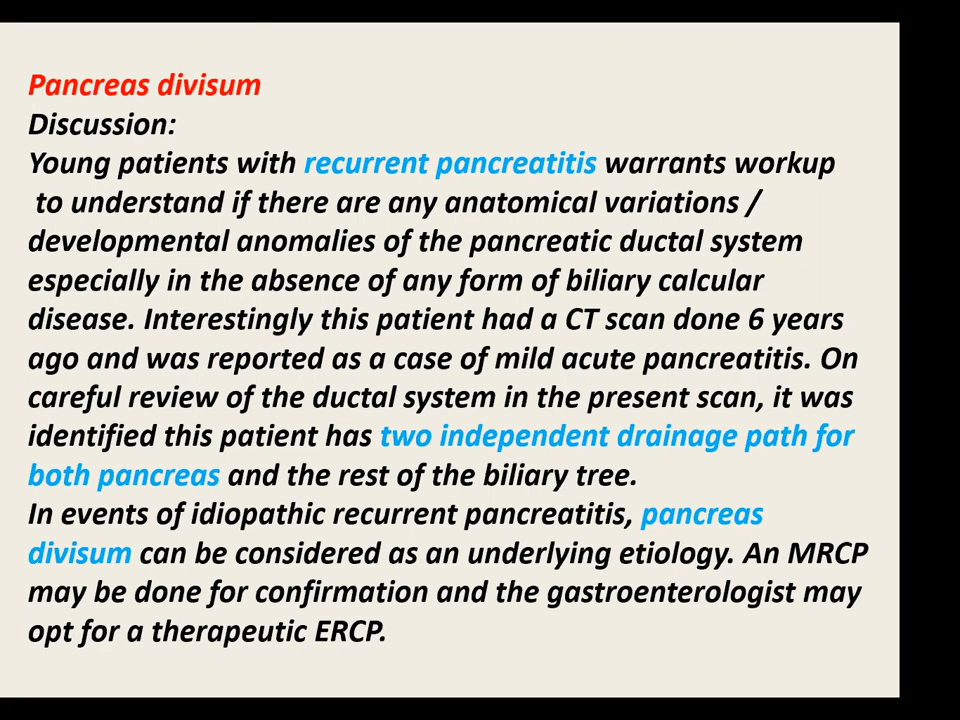 Pancreas divisum
Discussion:
Young patients with recurrent pancreatitis warrants workup
to understand if there are any anatomical variations /
developmental anomalies of the pancreatic ductal system
especially in the absence of any form of biliary calcular
disease. Interestingly this patient had a CT scan done 6 years
ago and was reported as a case of mild acute pancreatitis. On
careful review of the ductal system in the present scan, it was
identified this patient has two independent drainage path for
both pancreas and the rest of the biliary tree.
In events of idiopathic recurrent pancreatitis, pancreas
divisum can be considered as an underlying etiology. An MRCP
may be done for confirmation and the gastroenterologist may
opt for a therapeutic ERCP.